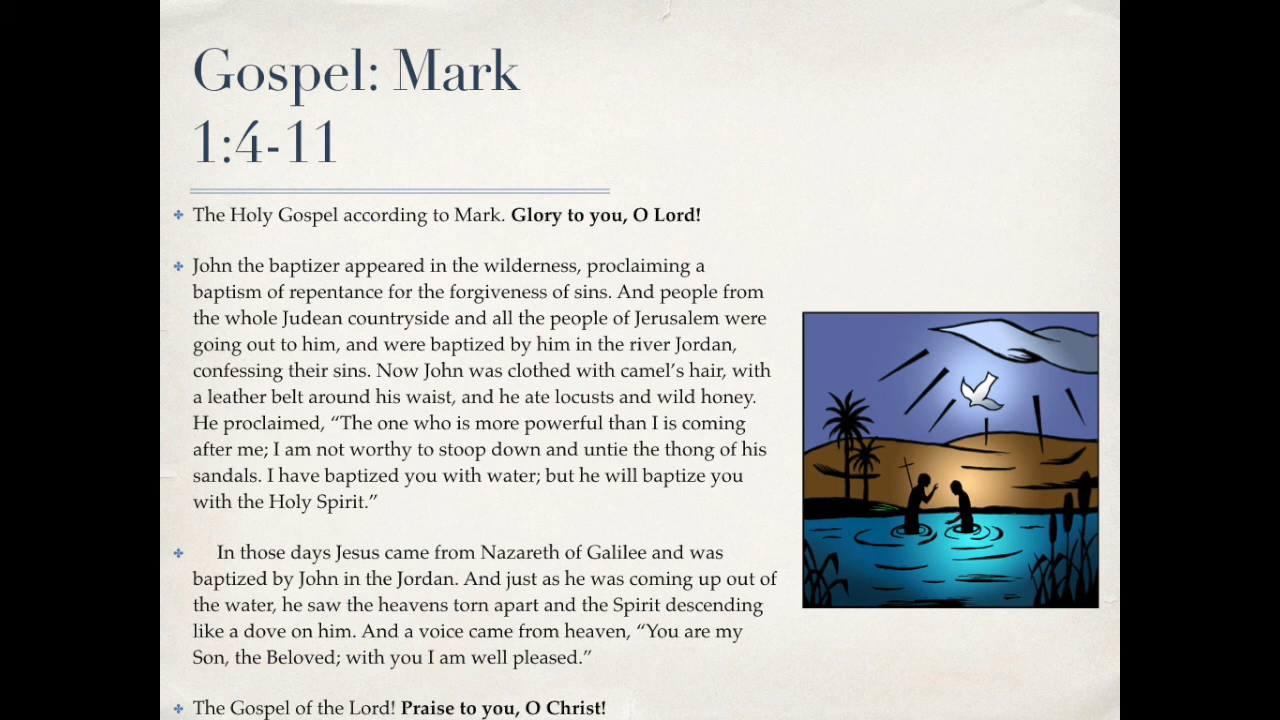 Gospel: Mark
1:4-11
The Holy Gospel according to Mark. Glory to you, O Lord!
John the baptizer appeared in the wilderness, proclaiming a
baptism of repentance for the forgiveness of sins. And people from
the whole Judean countryside and all the people of Jerusalem were
going out to him, and were baptized by him in the river Jordan,
confessing their sins. Now John was clothed with camel’s hair, with
a leather belt around his waist, and he ate locusts and wild honey.
He proclaimed, “The one who is more powerful than I is coming
after me; I am not worthy to stoop down and untie the thong of his
sandals. I have baptized you with water; but he will baptize you
with the Holy Spirit.”
In those days Jesus came from Nazareth of Galilee and was
baptized by John in the Jordan. And just as he was coming up out of
the water, he saw the heavens torn apart and the Spirit descending
like a dove on him. And a voice came from heaven, “You are my
Son, the Beloved; with you I am well pleased.”
The Gospel of the Lord! Praise to you, O Christ!